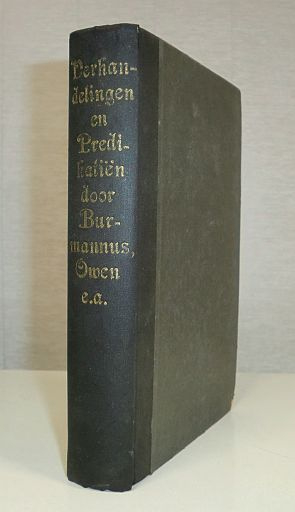 Verhan-
delingen
en
Predi-
katiën
door
Bur-
mannus,
Owen
e.a.